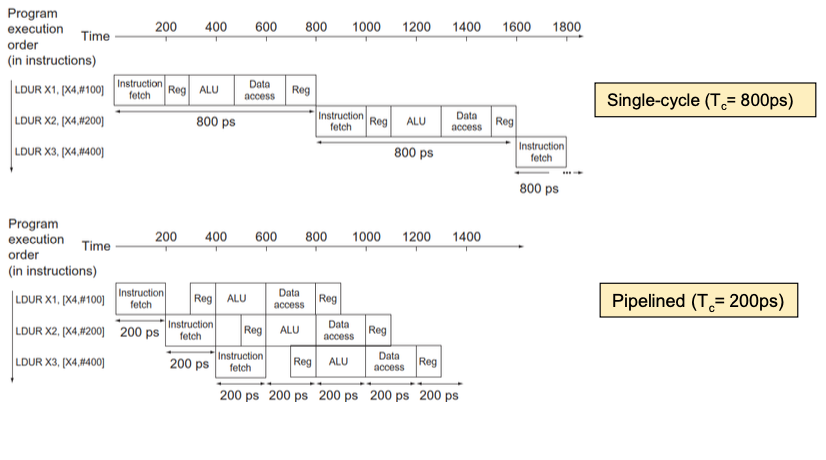 Program
execution
order
(in instructions)
Time
200 400 600 800 1000 1200 1400 1600 1800
LDUR X1, [X4,#100]
Instruction fetch
Reg
ALU
Data access
Reg
800 ps
LDUR X2, [X4,#200]
Instruction fetch
Reg
ALU
Data access
Reg
800 ps
LDUR X3, [X4,#400]
Instruction fetch
...
800 ps
Single-cycle (Tc= 800ps)
Program
execution
order
(in instructions)
Time
200 400 600 800 1000 1200 1400
LDUR X1, [X4,#100]
Instruction fetch
Reg
ALU
Data access
Reg
LDUR X2, [X4,#200]
200 ps
Instruction fetch
Reg
ALU
Data access
Reg
LDUR X3, [X4,#400]
200 ps
Instruction fetch
Reg
ALU
Data access
Reg
200 ps 200 ps 200 ps 200 ps 200 ps
Pipelined (Tc= 200ps)